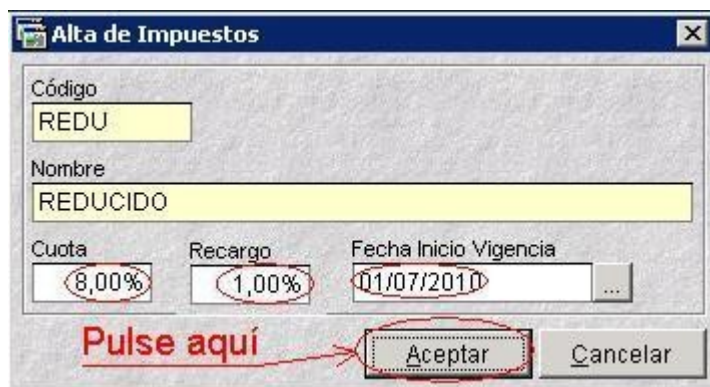 Alta de Impuestos
Código
REDU
Nombre
REDUCIDO
Cuota Recargo Fecha Inicio Vigencia
8,00% 1,00% 01/07/2010 ...
Pulse aquí Aceptar Cancelar